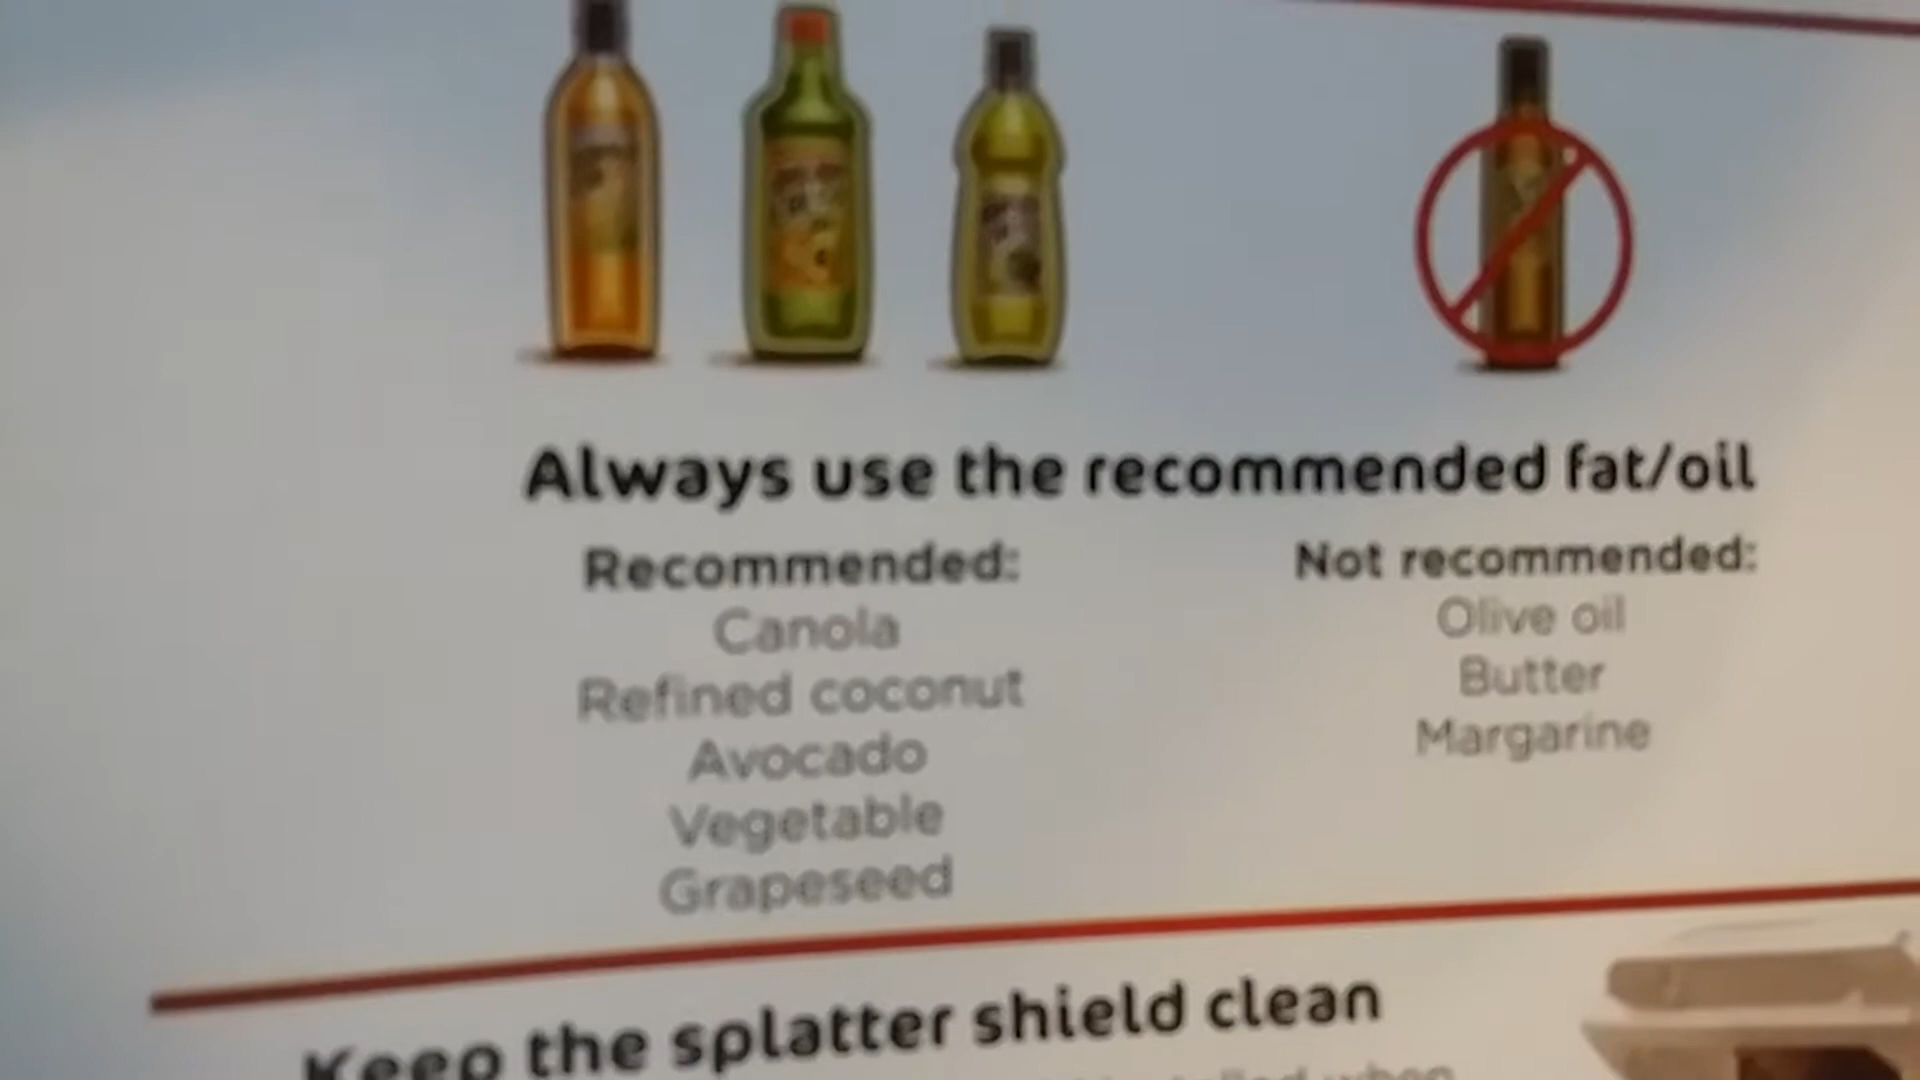 Always use the recommended fat/oil
Recommended:
Canola
Refined coconut
Avocado
Vegetable
Grapeseed
Not recommended:
Olive oil
Butter
Margarine
Keep the splatter shield clean
when